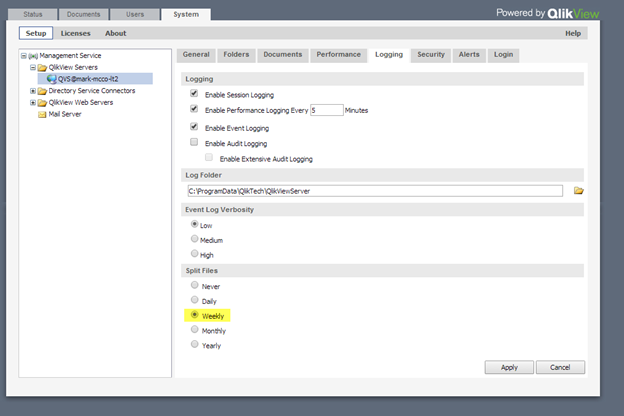 Status Documents Users System
Powered by QlikView
Setup Licenses About Help
Management Service
QlikView Servers
QVS@mark-mcco-lt2
Directory Service Connectors
QlikView Web Servers
Mail Server
General Folders Documents Performance Logging Security Alerts Login
Logging
Enable Session Logging
Enable Performance Logging Every 5 Minutes
Enable Event Logging
Enable Audit Logging
Enable Extensive Audit Logging
Log Folder
C:\ProgramData\QlikTech\QlikViewServer
Event Log Verbosity
Low
Medium
High
Split Files
Never
Daily
Weekly
Monthly
Yearly
Apply Cancel